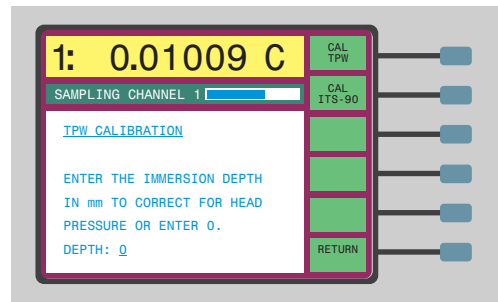 1: 0.01009 C
SAMPLING CHANNEL 1
TPW CALIBRATION
ENTER THE IMMERSION DEPTH
IN mm TO CORRECT FOR HEAD
PRESSURE OR ENTER 0.
DEPTH: 0
CAL
TPW
CAL
ITS-90
RETURN